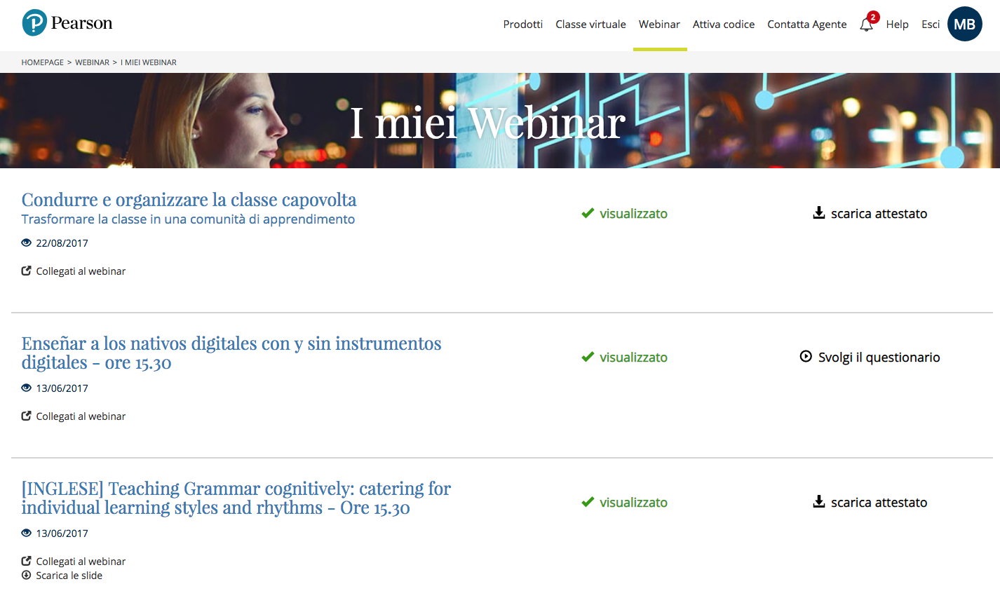 Pearson
Prodotti Classe virtuale Webinar Attiva codice Contatta Agente 2 Help Esci MB
HOMEPAGE > WEBINAR > I MIEI WEBINAR
I miei Webinar
Condurre e organizzare la classe capovolta
Trasformare la classe in una comunità di apprendimento
visualizzato
scarica attestato
22/08/2017
Collegati al webinar
Enseñar a los nativos digitales con y sin instrumentos
digitales - ore 15.30
visualizzato
Svolgi il questionario
13/06/2017
Collegati al webinar
[INGLESE] Teaching Grammar cognitively: catering for
individual learning styles and rhythms - Ore 15.30
visualizzato
scarica attestato
13/06/2017
Collegati al webinar
Scarica le slide